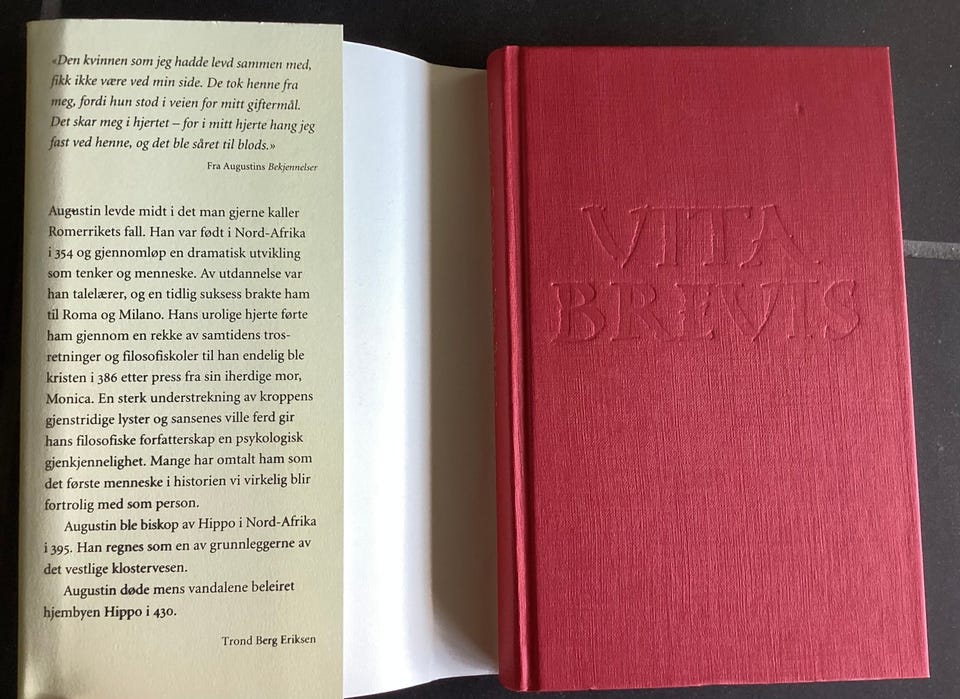 «Den kvinnen som jeg hadde levd sammen med,
fikk ikke være ved min side. De tok henne fra
meg, fordi hun stod i veien for mitt giftermål.
Det skar meg i hjertet – for i mitt hjerte hang jeg
fast ved henne, og det ble såret til blods.»
Fra Augustins Bekjennelser
Augustin levde midt i det man gjerne kaller
Romerrikets fall. Han var født i Nord-Afrika
i 354 og gjennomløp en dramatisk utvikling
som tenker og menneske. Av utdannelse var
han talelærer, og en tidlig suksess brakte ham
til Roma og Milano. Hans urolige hjerte førte
ham gjennom en rekke av samtidens tros-
retninger og filosofiskoler til han endelig ble
kristen i 386 etter press fra sin iherdige mor,
Monica. En sterk understrekning av kroppens
gjenstridige lyster og sansenes ville ferd gir
hans filosofiske forfatterskap en psykologisk
gjenkjennelighet. Mange har omtalt ham som
det første menneske i historien vi virkelig blir
fortrolig med som person.
Augustin ble biskop av Hippo i Nord-Afrika
i 395. Han regnes som en av grunnleggerne av
det vestlige klostervesen.
Augustin døde mens vandalene beleiret
hjembyen Hippo i 430.
Trond Berg Eriksen
VITA
BREVIS